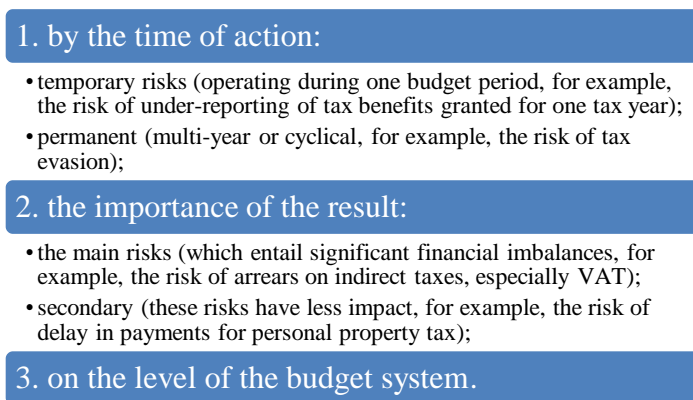 1. by the time of action:
• temporary risks (operating during one budget period, for example,
the risk of under-reporting of tax benefits granted for one tax year);
• permanent (multi-year or cyclical, for example, the risk of tax
evasion);
2. the importance of the result:
• the main risks (which entail significant financial imbalances, for
example, the risk of arrears on indirect taxes, especially VAT);
• secondary (these risks have less impact, for example, the risk of
delay in payments for personal property tax);
3. on the level of the budget system.